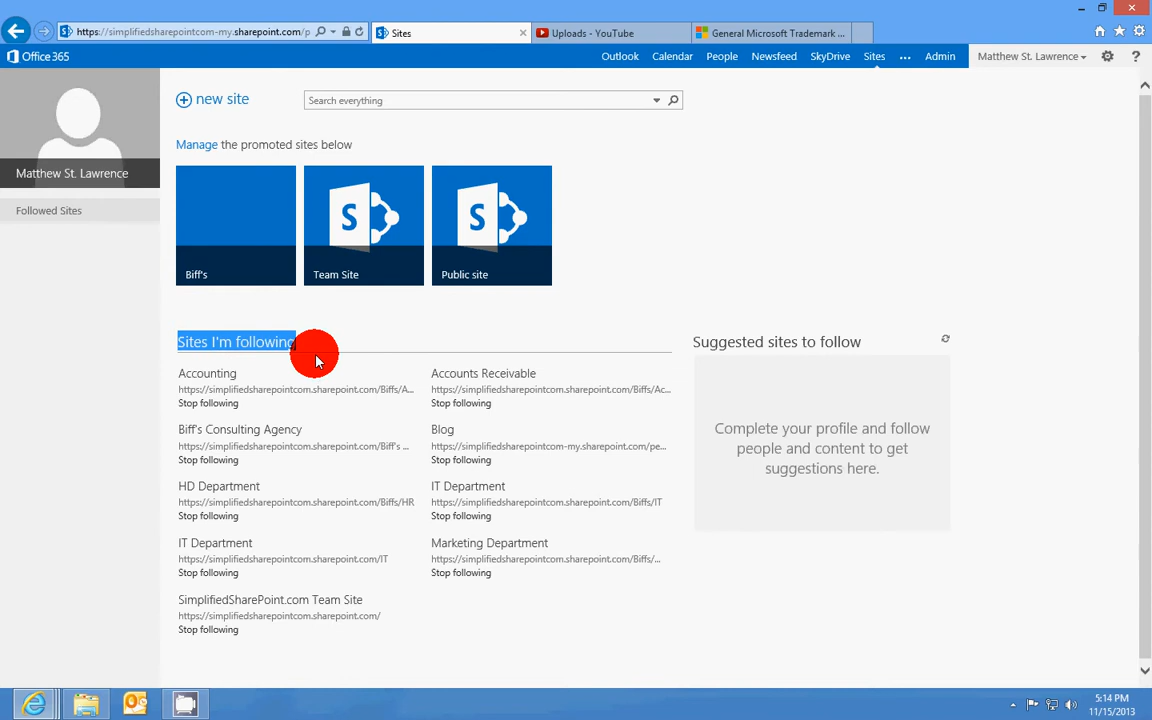 https://simplifiedsharepointcom-my.sharepoint.com/p
Sites
Uploads - YouTube
General Microsoft Trademark ...
Office 365
Outlook
Calendar
People
Newsfeed
SkyDrive
Sites
...
Admin
Matthew St. Lawrence
?
Matthew St. Lawrence
Followed Sites
new site
Search everything
Manage the promoted sites below
Biff's
Team Site
Public site
Sites I'm following
Accounting
https://simplifiedsharepointcom.sharepoint.com/Biffs/A...
Stop following
Accounts Receivable
https://simplifiedsharepointcom.sharepoint.com/Biffs/Ac...
Stop following
Biff's Consulting Agency
https://simplifiedsharepointcom.sharepoint.com/Biff's ...
Stop following
Blog
https://simplifiedsharepointcom-my.sharepoint.com/pe...
Stop following
HD Department
https://simplifiedsharepointcom.sharepoint.com/Biffs/HR
Stop following
IT Department
https://simplifiedsharepointcom.sharepoint.com/Biffs/IT
Stop following
IT Department
https://simplifiedsharepointcom.sharepoint.com/IT
Stop following
Marketing Department
https://simplifiedsharepointcom.sharepoint.com/Biffs/...
Stop following
SimplifiedSharePoint.com Team Site
https://simplifiedsharepointcom.sharepoint.com/
Stop following
Suggested sites to follow
Complete your profile and follow
people and content to get
suggestions here.
5:14 PM
11/15/2013